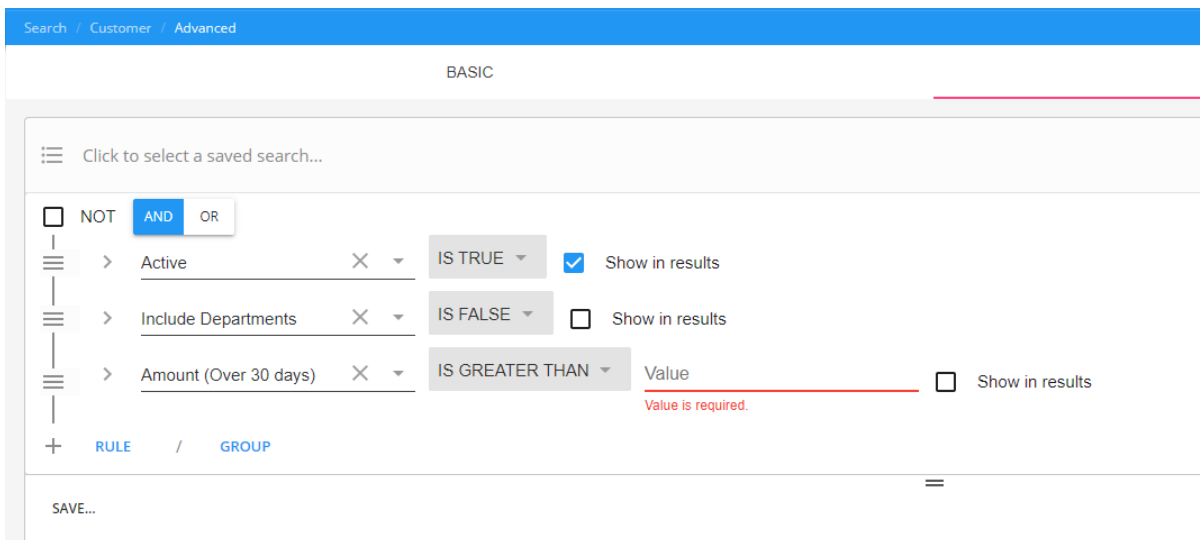 Search / Customer / Advanced
BASIC
Click to select a saved search...
NOT AND OR
Active IS TRUE Show in results
Include Departments IS FALSE Show in results
Amount (Over 30 days) IS GREATER THAN Value Show in results
Value is required.
+ RULE / GROUP
SAVE...